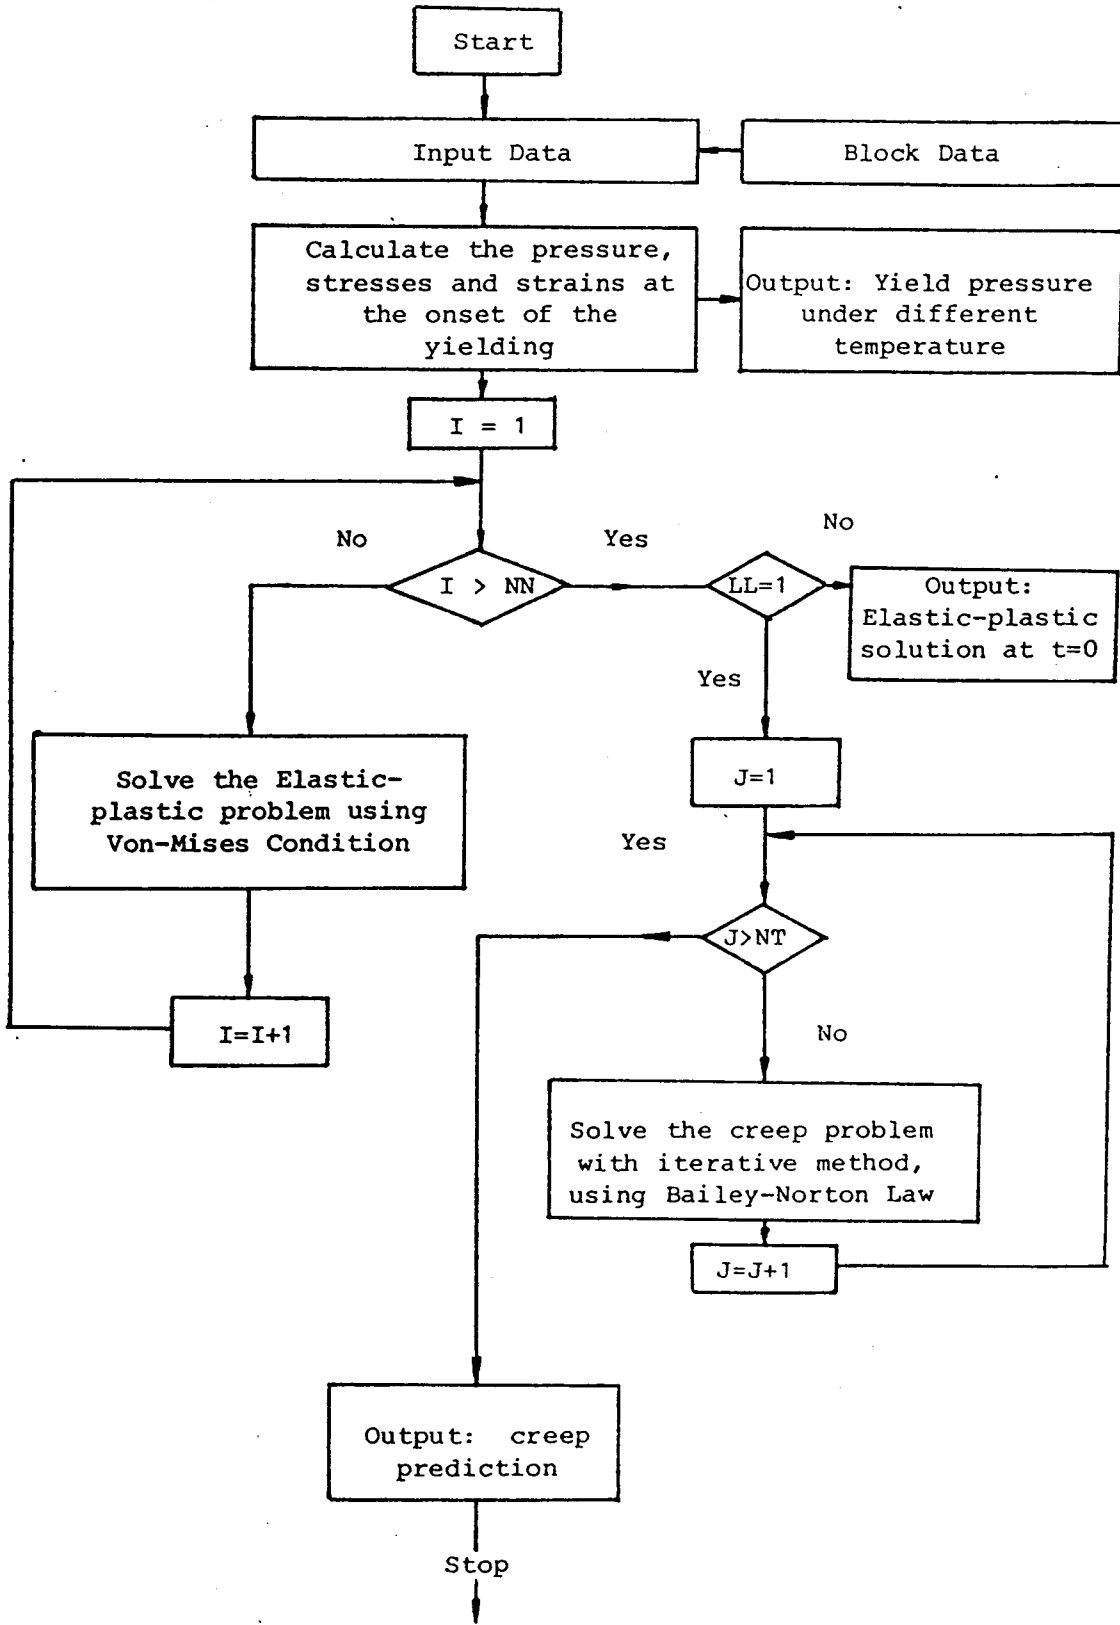 Start
Input Data
Block Data
Calculate the pressure,
stresses and strains at
the onset of the
yielding
Output: Yield pressure
under different
temperature
I = 1
No
I > NN
Yes
LL=1
No
Output:
Elastic-plastic
solution at t=0
Yes
Solve the Elastic-
plastic problem using
Von-Mises Condition
I=I+1
J=1
Yes
J>NT
No
Solve the creep problem
with iterative method,
using Bailey-Norton Law
J=J+1
Output: creep
prediction
Stop